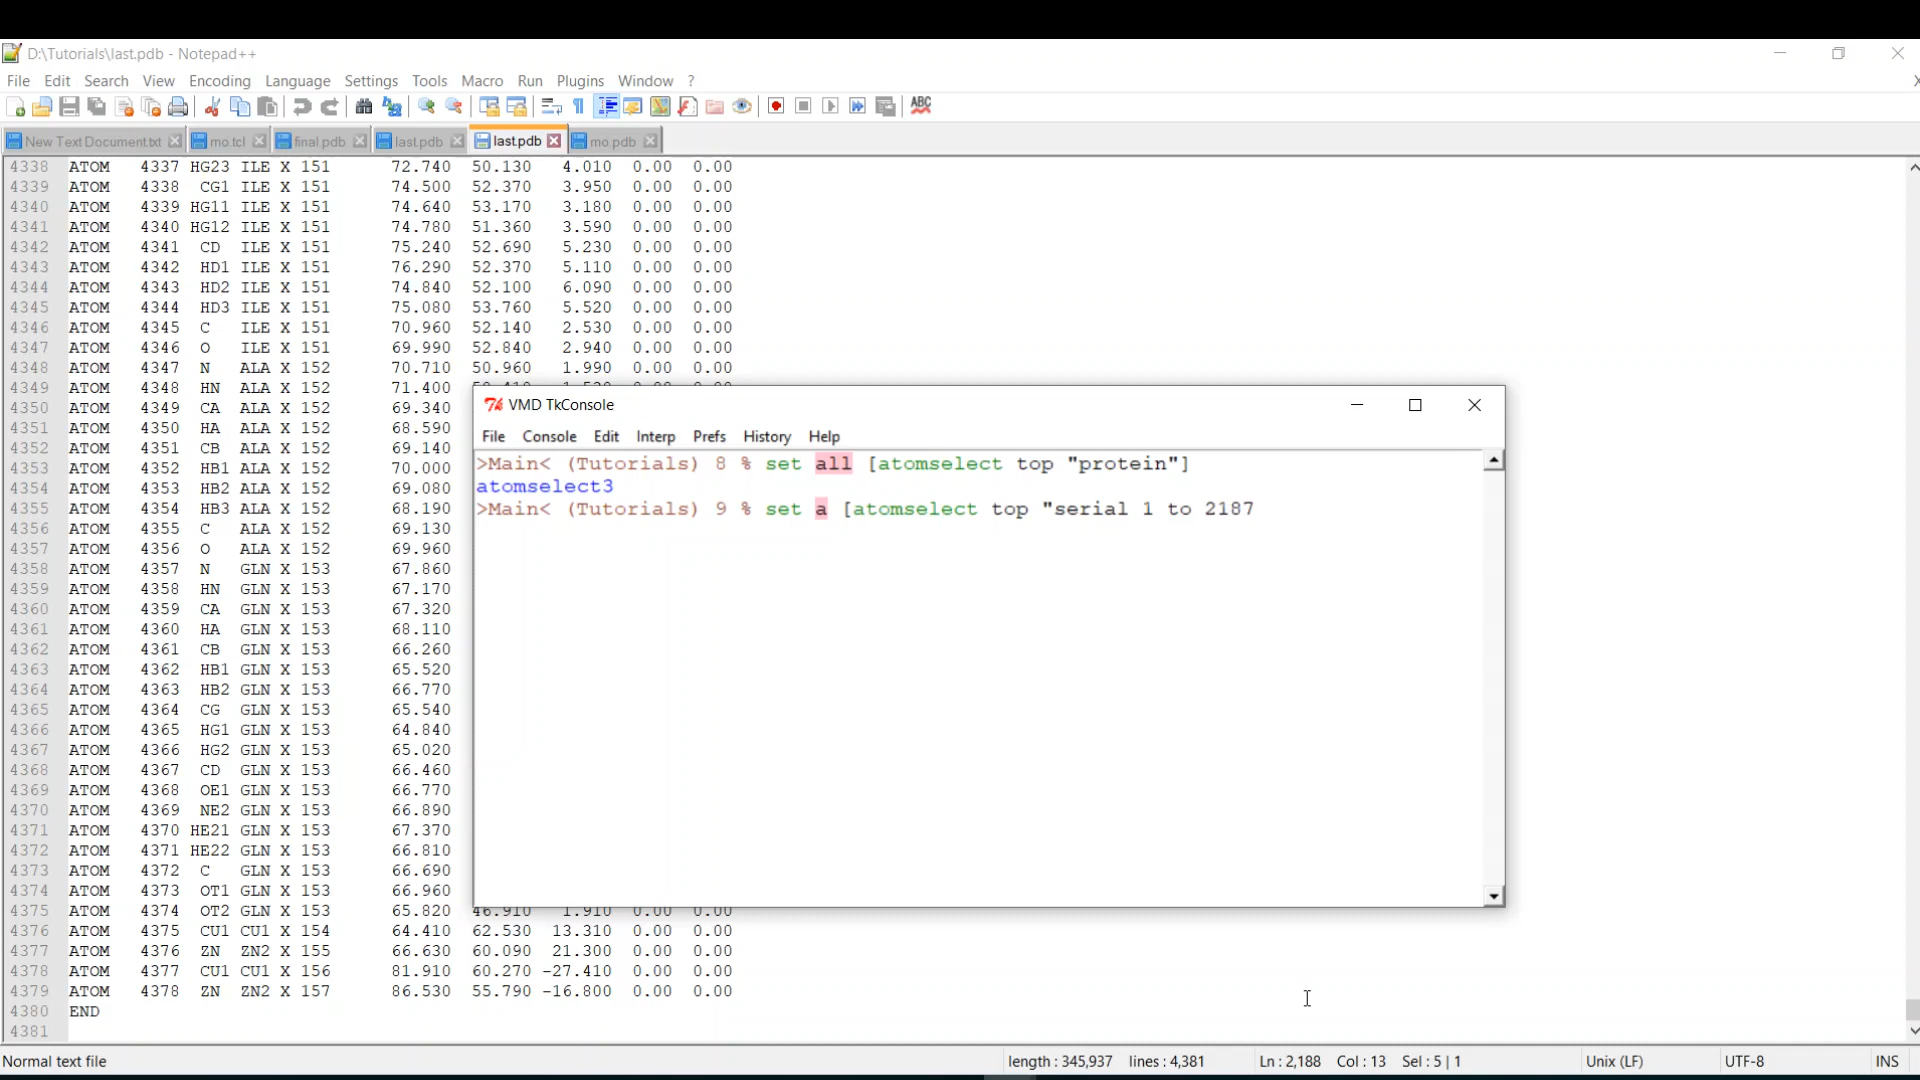 D:\Tutorials\last.pdb - Notepad++
File Edit Search View Encoding Language Settings Tools Macro Run Plugins Window ?
ABC
New Text Document.txt mo.tcl final.pdb last.pdb last.pdb mo.pdb
4338 ATOM 4337 HG23 ILE X 151 72.740 50.130 4.010 0.00 0.00
4339 ATOM 4338 CG1 ILE X 151 74.500 52.370 3.950 0.00 0.00
4340 ATOM 4339 HG11 ILE X 151 74.640 53.170 3.180 0.00 0.00
4341 ATOM 4340 HG12 ILE X 151 74.780 51.360 3.590 0.00 0.00
4342 ATOM 4341 CD ILE X 151 75.240 52.690 5.230 0.00 0.00
4343 ATOM 4342 HD1 ILE X 151 76.290 52.370 5.110 0.00 0.00
4344 ATOM 4343 HD2 ILE X 151 74.840 52.100 6.090 0.00 0.00
4345 ATOM 4344 HD3 ILE X 151 75.080 53.760 5.520 0.00 0.00
4346 ATOM 4345 C ILE X 151 70.960 52.140 2.530 0.00 0.00
4347 ATOM 4346 O ILE X 151 69.990 52.840 2.940 0.00 0.00
4348 ATOM 4347 N ALA X 152 70.710 50.960 1.990 0.00 0.00
4349 ATOM 4348 HN ALA X 152 71.400
4350 ATOM 4349 CA ALA X 152 69.340
4351 ATOM 4350 HA ALA X 152 68.590
4352 ATOM 4351 CB ALA X 152 69.140
4353 ATOM 4352 HB1 ALA X 152 70.000
4354 ATOM 4353 HB2 ALA X 152 69.080
4355 ATOM 4354 HB3 ALA X 152 68.190
4356 ATOM 4355 C ALA X 152 69.130
4357 ATOM 4356 O ALA X 152 69.960
4358 ATOM 4357 N GLN X 153 67.860
4359 ATOM 4358 HN GLN X 153 67.170
4360 ATOM 4359 CA GLN X 153 67.320
4361 ATOM 4360 HA GLN X 153 68.110
4362 ATOM 4361 CB GLN X 153 66.260
4363 ATOM 4362 HB1 GLN X 153 65.520
4364 ATOM 4363 HB2 GLN X 153 66.770
4365 ATOM 4364 CG GLN X 153 65.540
4366 ATOM 4365 HG1 GLN X 153 64.840
4367 ATOM 4366 HG2 GLN X 153 65.020
4368 ATOM 4367 CD GLN X 153 66.460
4369 ATOM 4368 OE1 GLN X 153 66.770
4370 ATOM 4369 NE2 GLN X 153 66.890
4371 ATOM 4370 HE21 GLN X 153 67.370
4372 ATOM 4371 HE22 GLN X 153 66.810
4373 ATOM 4372 C GLN X 153 66.690
4374 ATOM 4373 OT1 GLN X 153 66.960
4375 ATOM 4374 OT2 GLN X 153 65.820 46.910 1.910 0.00 0.00
4376 ATOM 4375 CU1 CU1 X 154 64.410 62.530 13.310 0.00 0.00
4377 ATOM 4376 ZN ZN2 X 155 66.630 60.090 21.300 0.00 0.00
4378 ATOM 4377 CU1 CU1 X 156 81.910 60.270 -27.410 0.00 0.00
4379 ATOM 4378 ZN ZN2 X 157 86.530 55.790 -16.800 0.00 0.00
4380 END
4381
VMD TkConsole
File Console Edit Interp Prefs History Help
>Main< (Tutorials) 8 % set all [atomselect top "protein"]
atomselect3
>Main< (Tutorials) 9 % set a [atomselect top "serial 1 to 2187
Normal text file length : 345,937 lines : 4,381 Ln : 2,188 Col : 13 Sel : 5 | 1 Unix (LF) UTF-8 INS